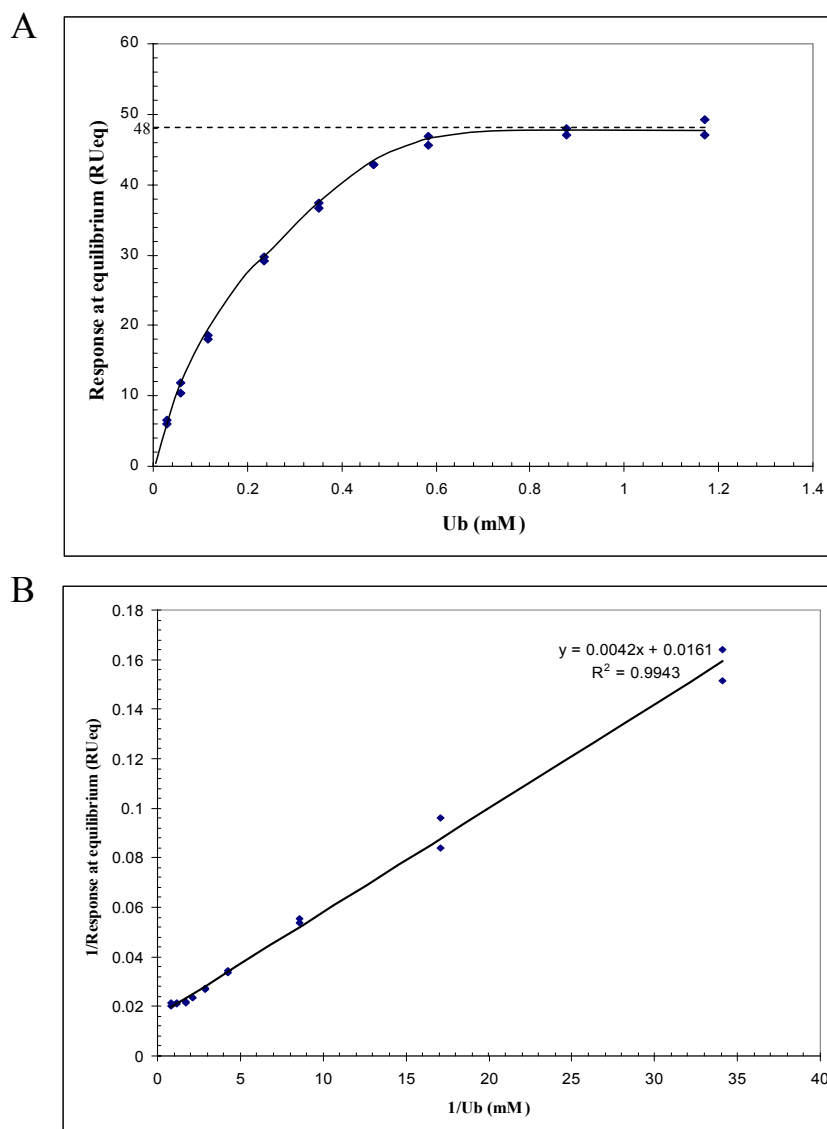 A
Response at equilibrium (RUeq)
60
50
48
40
30
20
10
0
0 0.2 0.4 0.6 0.8 1 1.2 1.4
Ub (mM)
B
1/Response at equilibrium (RUeq)
0.18
0.16
0.14
0.12
0.1
0.08
0.06
0.04
0.02
0
y = 0.0042x + 0.0161
R² = 0.9943
0 5 10 15 20 25 30 35 40
1/Ub (mM)